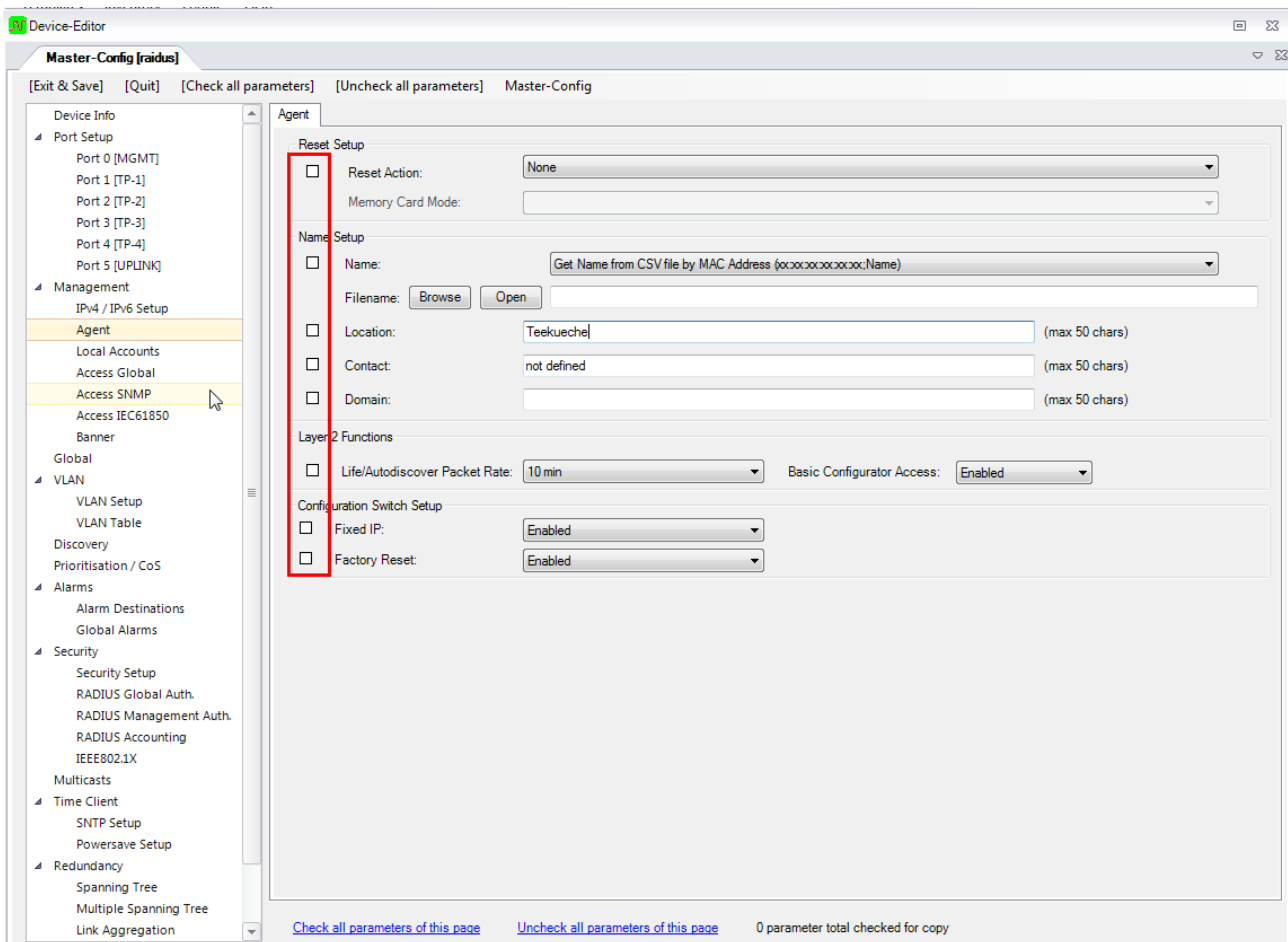 Device-Editor
Master-Config [raidus]
[Exit & Save] [Quit] [Check all parameters] [Uncheck all parameters] Master-Config
Device Info
Port Setup
Port 0 [MGMT]
Port 1 [TP-1]
Port 2 [TP-2]
Port 3 [TP-3]
Port 4 [TP-4]
Port 5 [UPLINK]
Management
IPv4 / IPv6 Setup
Agent
Local Accounts
Access Global
Access SNMP
Access IEC61850
Banner
Global
VLAN
VLAN Setup
VLAN Table
Discovery
Prioritisation / CoS
Alarms
Alarm Destinations
Global Alarms
Security
Security Setup
RADIUS Global Auth.
RADIUS Management Auth.
RADIUS Accounting
IEEE802.1X
Multicasts
Time Client
SNTP Setup
Powersave Setup
Redundancy
Spanning Tree
Multiple Spanning Tree
Link Aggregation
Agent
Reset Setup
Reset Action: None
Memory Card Mode:
Name Setup
Name: Get Name from CSV file by MAC Address (xx:xx:xx:xx:xx:xx;Name)
Filename: Browse Open
Location: Teekueche (max 50 chars)
Contact: not defined (max 50 chars)
Domain: (max 50 chars)
Layer 2 Functions
Life/Autodiscover Packet Rate: 10 min Basic Configurator Access: Enabled
Configuration Switch Setup
Fixed IP: Enabled
Factory Reset: Enabled
Check all parameters of this page Uncheck all parameters of this page 0 parameter total checked for copy